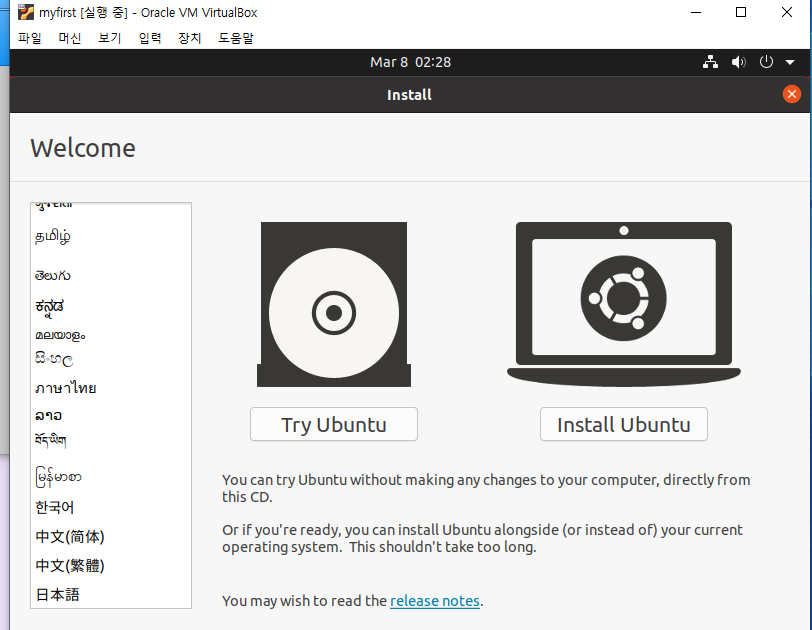 myfirst [실행 중] - Oracle VM VirtualBox
파일 머신 보기 입력 장치 도움말
Mar 8 02:28
Install
Welcome
தமிழ்
తెలుగు
ಕನ್ನಡ
മലയാളം
සිංහල
ภาษาไทย
ລາວ
བོད་ཡིག
မြန်မာစာ
한국어
中文(简体)
中文(繁體)
日本語
Try Ubuntu
Install Ubuntu
You can try Ubuntu without making any changes to your computer, directly from
this CD.
Or if you're ready, you can install Ubuntu alongside (or instead of) your current
operating system. This shouldn't take too long.
You may wish to read the release notes.